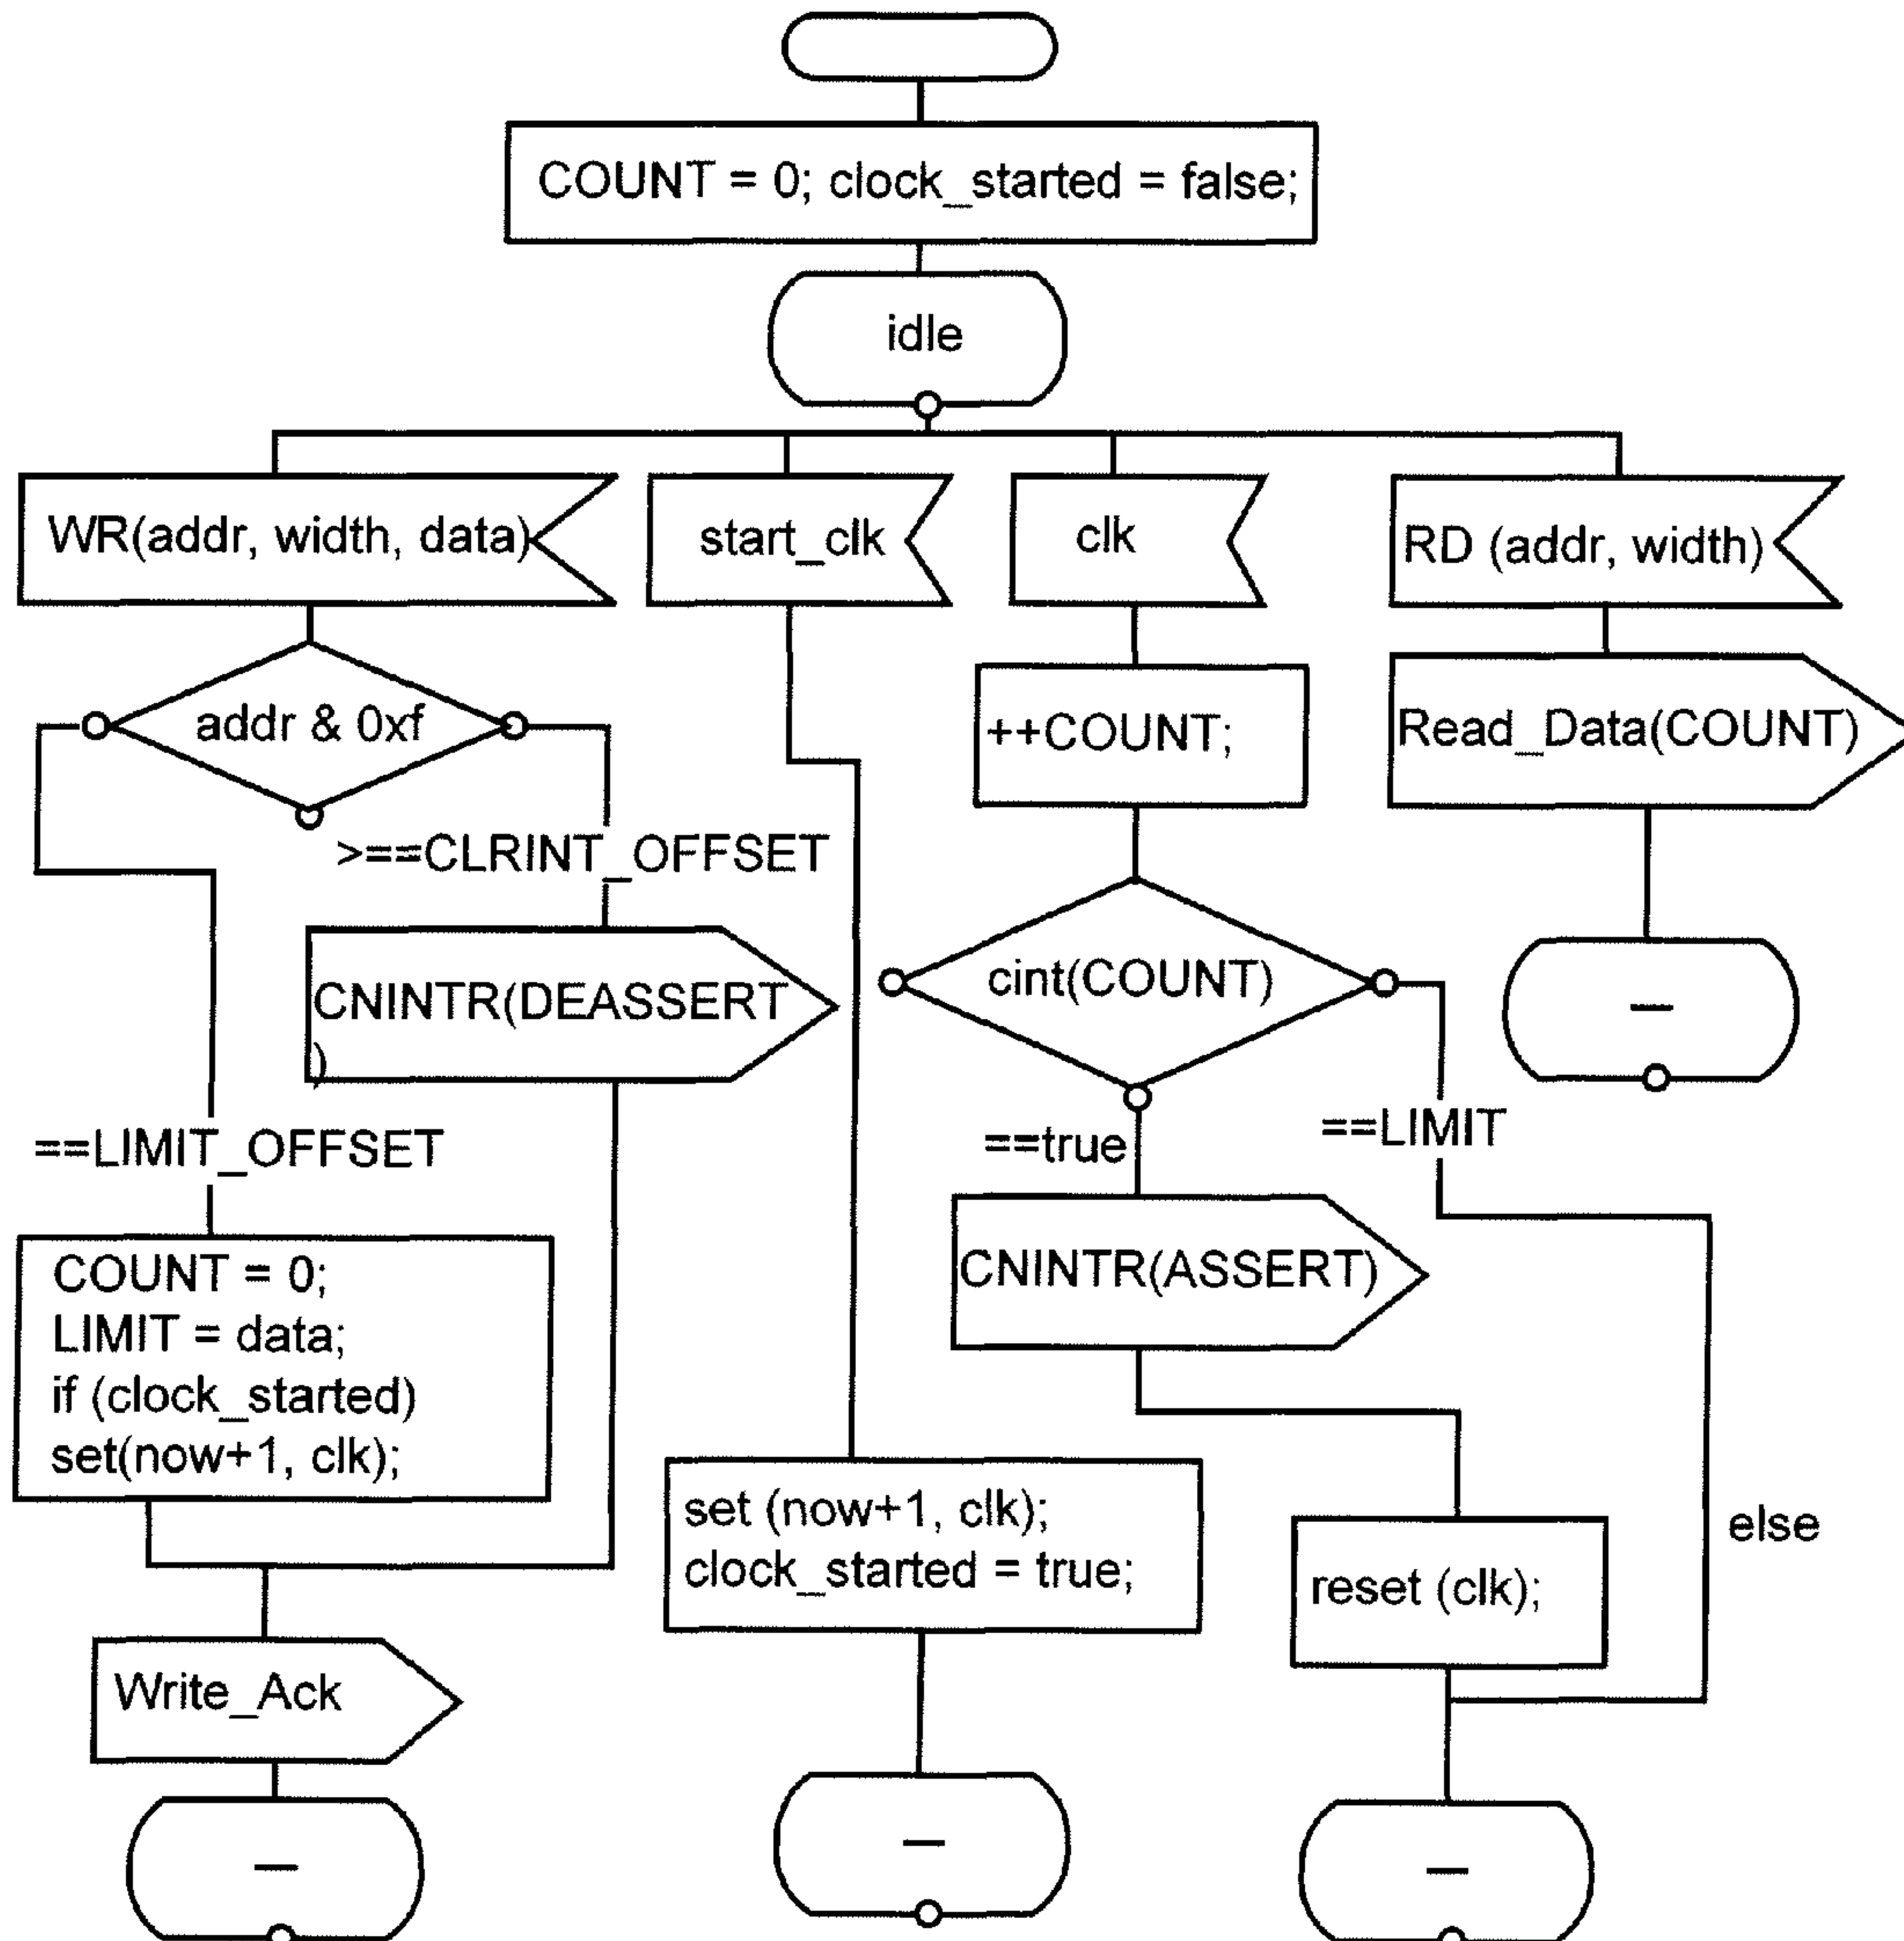 COUNT = 0; clock_started = false;
idle
WR(addr, width, data)
start_clk
clk
RD (addr, width)
addr & 0xf
++COUNT;
Read_Data(COUNT)
>==CLRINT_OFFSET
CNINTR(DEASSERT
)
cint(COUNT)
—
==LIMIT_OFFSET
==true
==LIMIT
COUNT = 0;
LIMIT = data;
if (clock_started)
set(now+1, clk);
CNINTR(ASSERT)
set (now+1, clk);
clock_started = true;
else
reset (clk);
Write_Ack
—
—
—